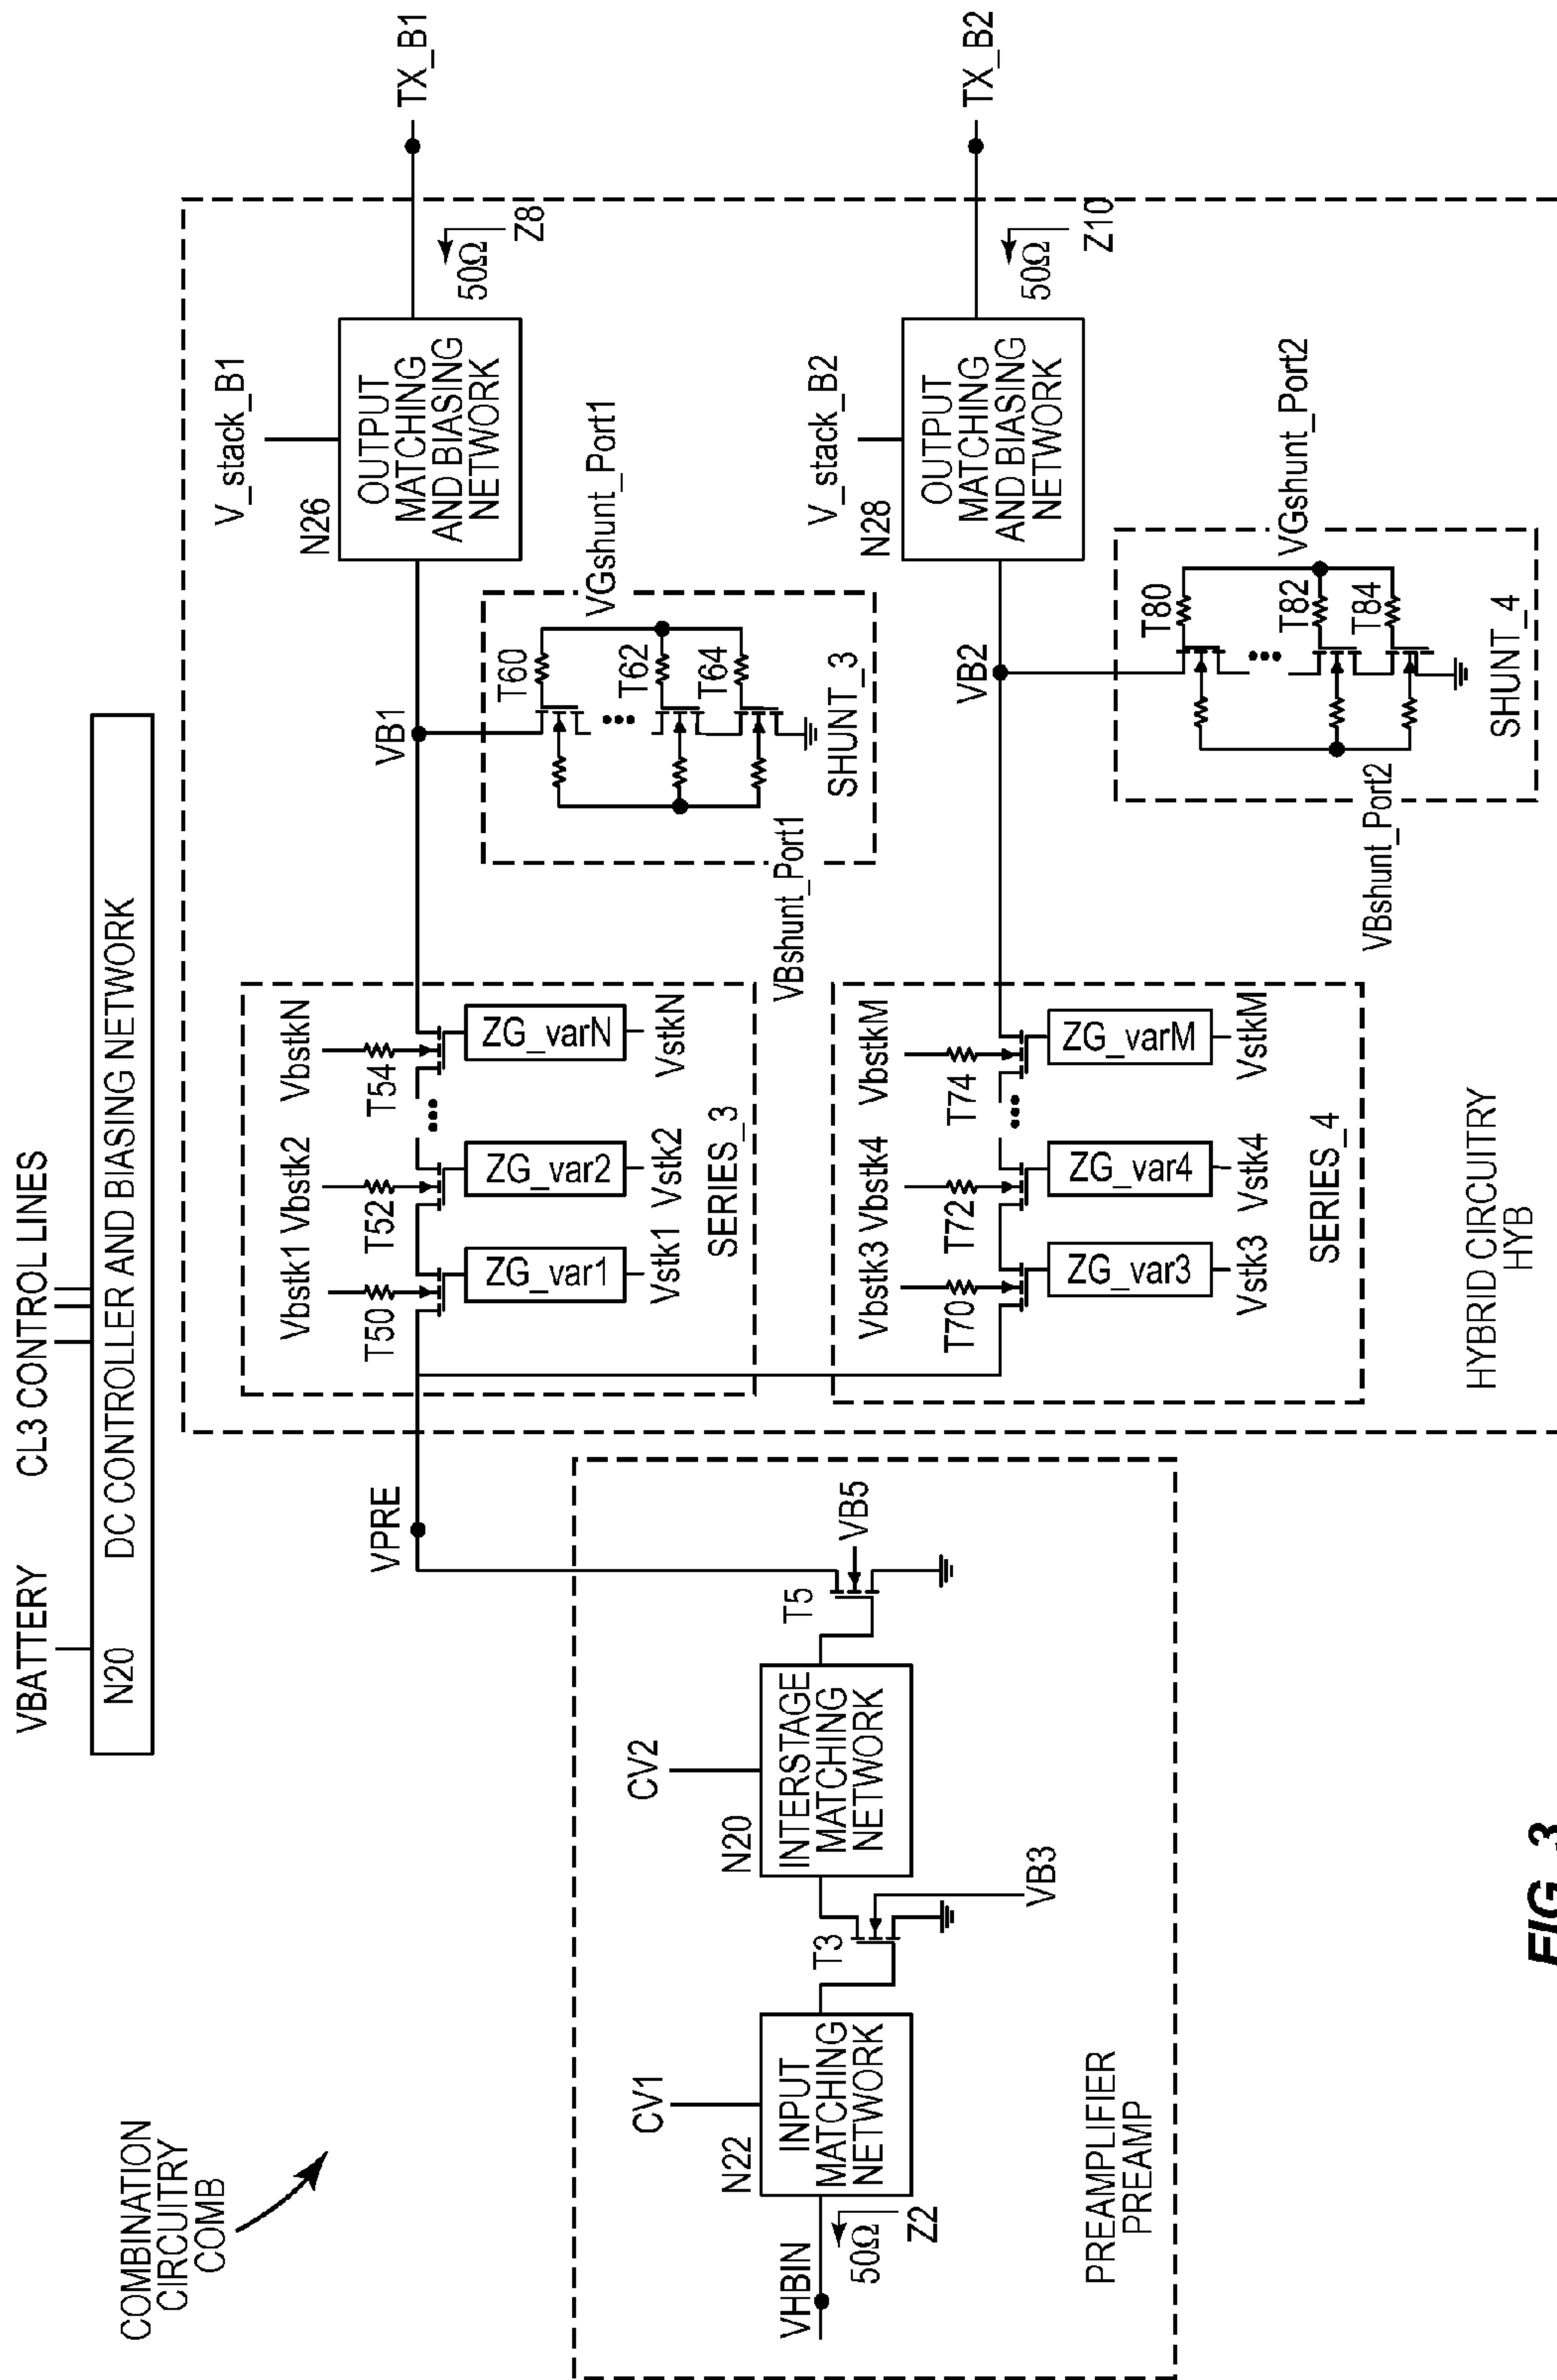 COMBINATION
CIRCUITRY
COMB
VBATTERY
CL3 CONTROL LINES
N20
DC CONTROLLER AND BIASING NETWORK
VPRE
VHBIN
50Ω
Z2
N22
CV1
INPUT
MATCHING
NETWORK
T3
VB3
N20
CV2
INTERSTAGE
MATCHING
NETWORK
T5
VB5
PREAMPLIFIER
PREAMP
Vbstk1
Vbstk2
VbstkN
T50
T52
T54
ZG_var1
ZG_var2
ZG_varN
Vstk1
Vstk2
VstkN
SERIES_3
Vbstk3
Vbstk4
VbstkM
T70
T72
T74
ZG_var3
ZG_var4
ZG_varM
Vstk3
Vstk4
VstkM
SERIES_4
VB1
T60
T62
T64
VGshunt_Port1
VBshunt_Port1
SHUNT_3
VB2
T80
T82
T84
VGshunt_Port2
VBshunt_Port2
SHUNT_4
V_stack_B1
N26
OUTPUT
MATCHING
AND BIASING
NETWORK
50Ω
Z8
TX_B1
V_stack_B2
N28
OUTPUT
MATCHING
AND BIASING
NETWORK
50Ω
Z10
TX_B2
HYBRID CIRCUITRY
HYB
FIG. 3